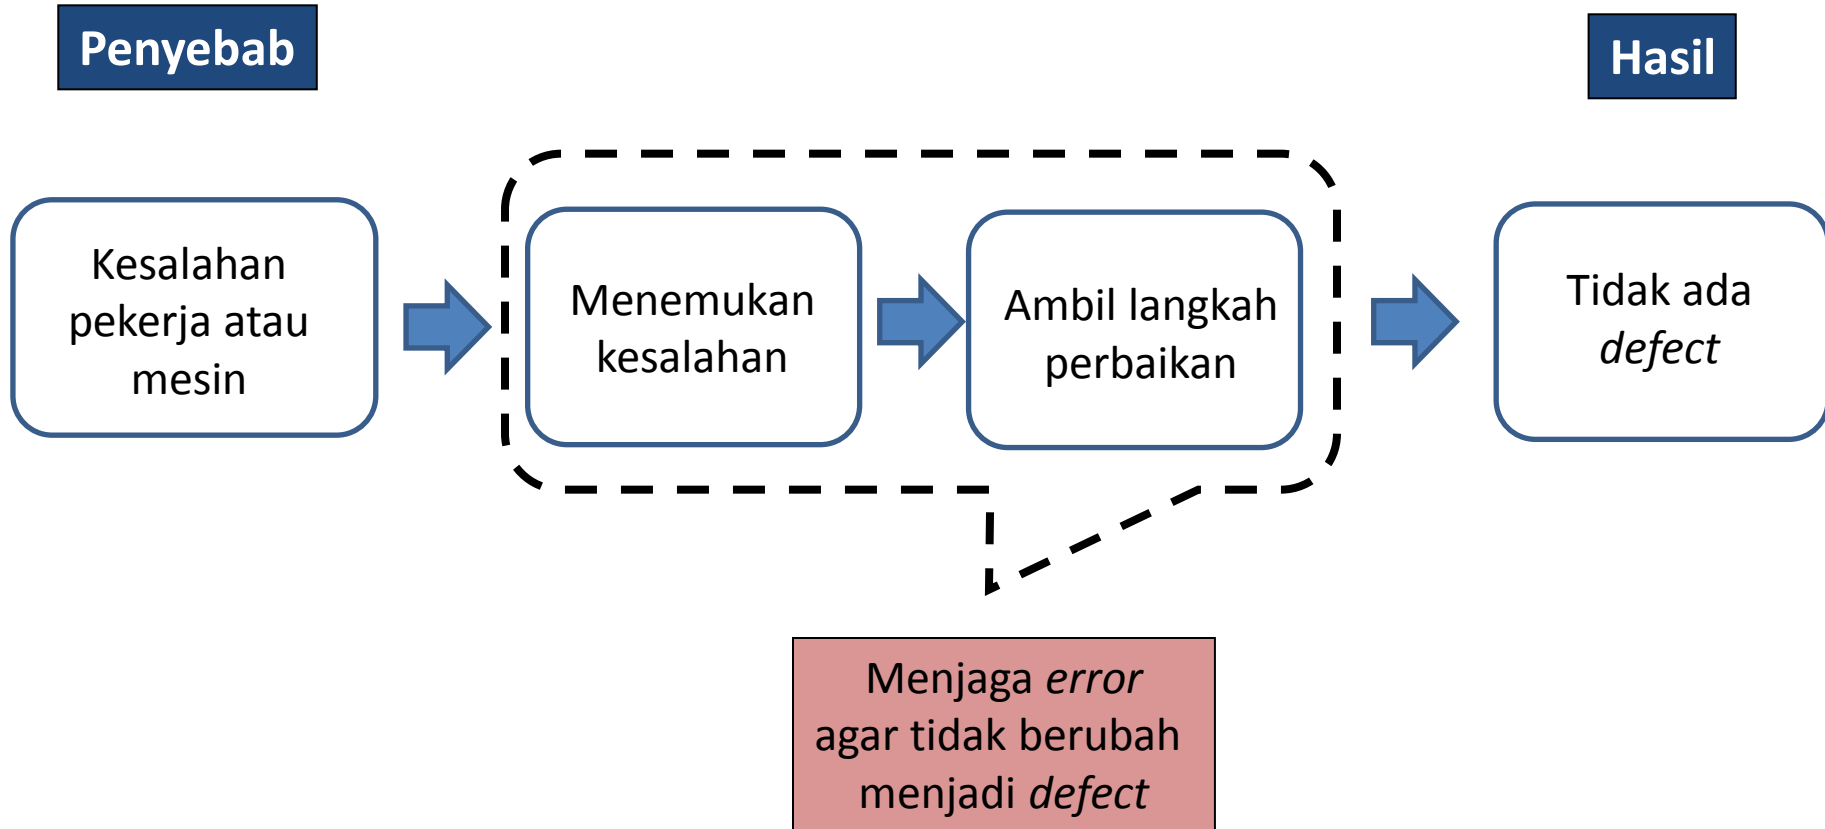 Penyebab
Hasil
Kesalahan
pekerja atau
mesin
Menemukan
kesalahan
Ambil langkah
perbaikan
Tidak ada
defect
Menjaga error
agar tidak berubah
menjadi defect